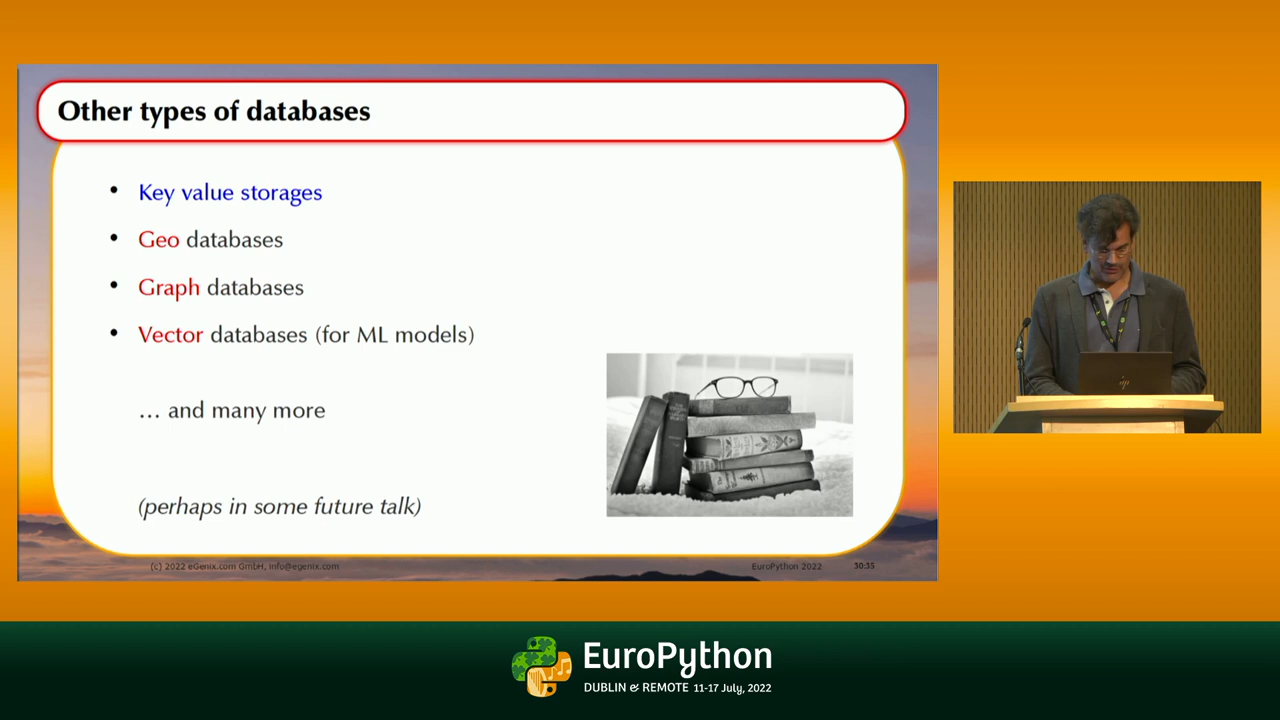 Other types of databases
• Key value storages
• Geo databases
• Graph databases
• Vector databases (for ML models)
… and many more
(perhaps in some future talk)
(c) 2022 eGenix.com GmbH, info@egenix.com
EuroPython 2022
30:35
EuroPython
DUBLIN & REMOTE 11-17 July, 2022